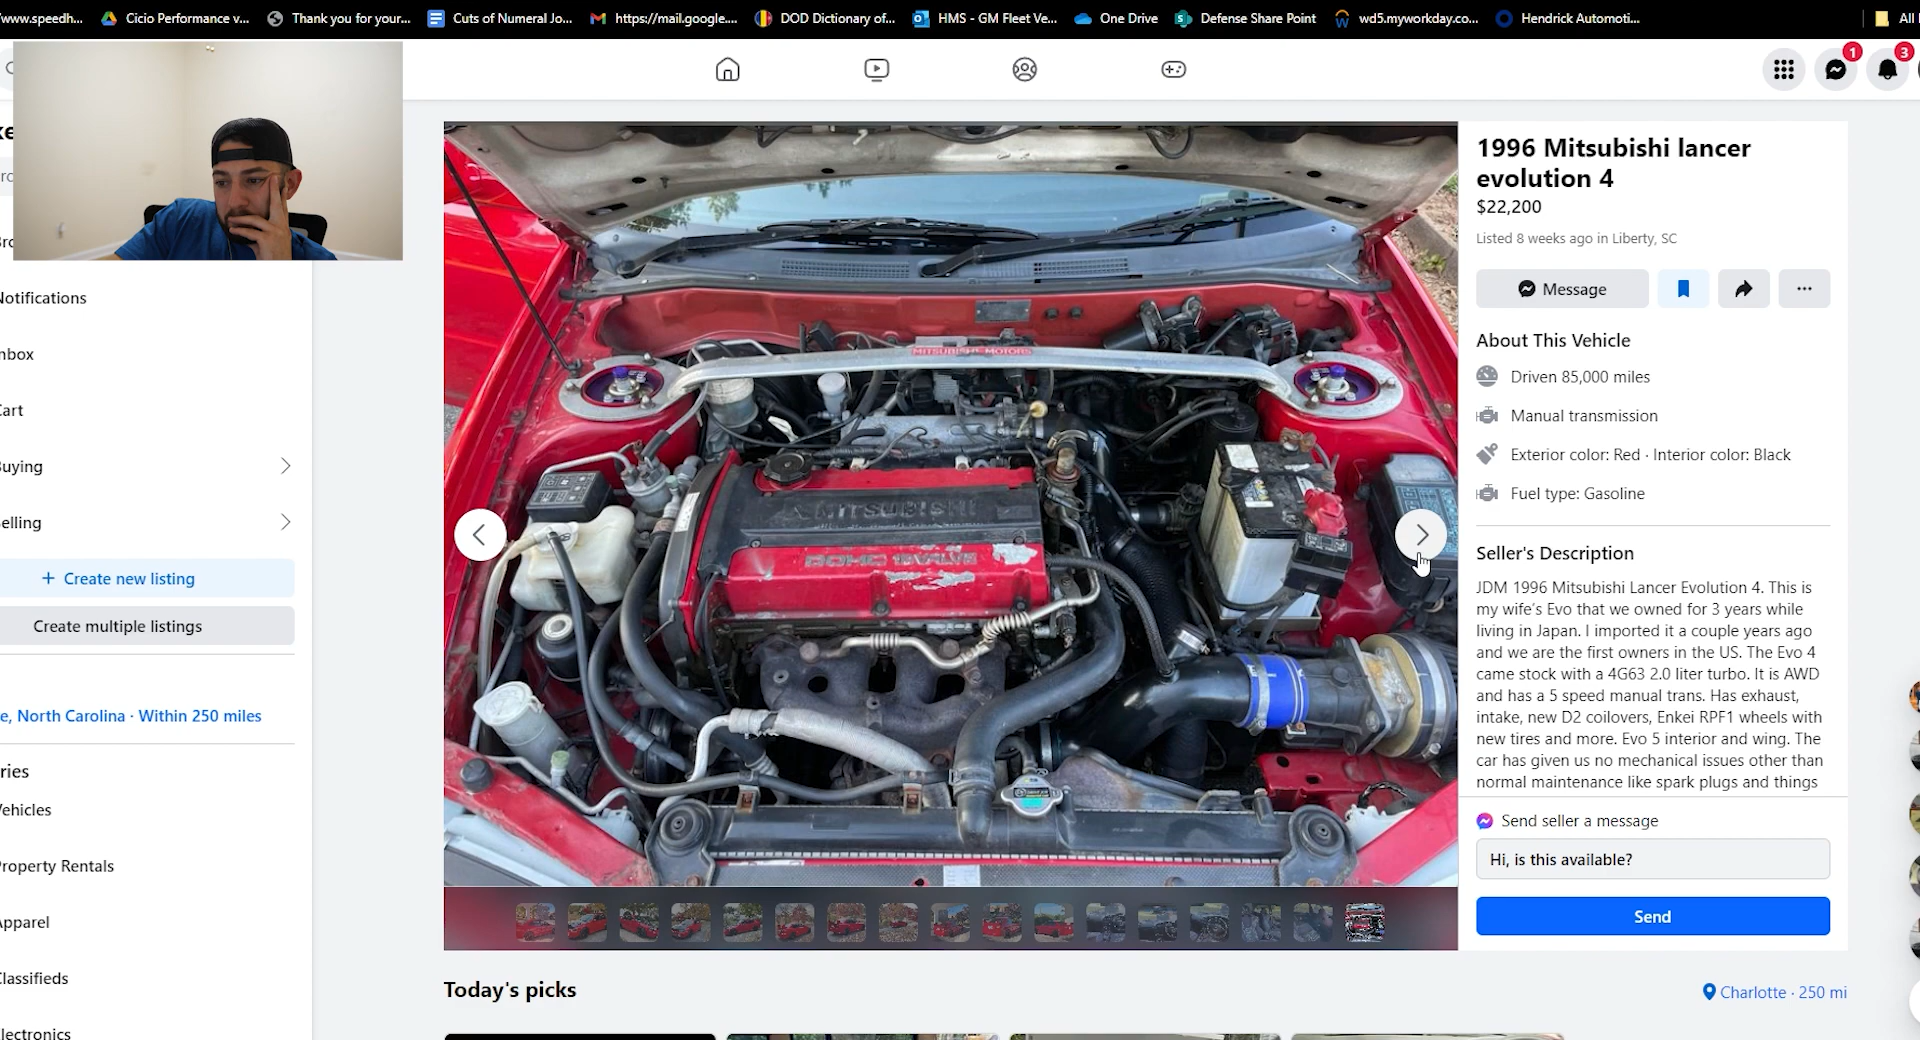 www.speedh...
Cicio Performance v...
Thank you for your...
Cuts of Numeral Jo...
https://mail.google....
DOD Dictionary of...
HMS - GM Fleet Ve...
One Drive
Defense Share Point
wd5.myworkday.co...
Hendrick Automoti...
All
1
3
Notifications
Inbox
Cart
Buying
Selling
+ Create new listing
Create multiple listings
e, North Carolina · Within 250 miles
ries
Vehicles
Property Rentals
Apparel
Classifieds
Electronics
MITSUBISHI MOTORS
MITSUBISHI
DOHC 16VALVE
1996 Mitsubishi lancer
evolution 4
$22,200
Listed 8 weeks ago in Liberty, SC
Message
About This Vehicle
Driven 85,000 miles
Manual transmission
Exterior color: Red · Interior color: Black
Fuel type: Gasoline
Seller's Description
JDM 1996 Mitsubishi Lancer Evolution 4. This is
my wife's Evo that we owned for 3 years while
living in Japan. I imported it a couple years ago
and we are the first owners in the US. The Evo 4
came stock with a 4G63 2.0 liter turbo. It is AWD
and has a 5 speed manual trans. Has exhaust,
intake, new D2 coilovers, Enkei RPF1 wheels with
new tires and more. Evo 5 interior and wing. The
car has given us no mechanical issues other than
normal maintenance like spark plugs and things
Send seller a message
Hi, is this available?
Send
Today's picks
Charlotte · 250 mi